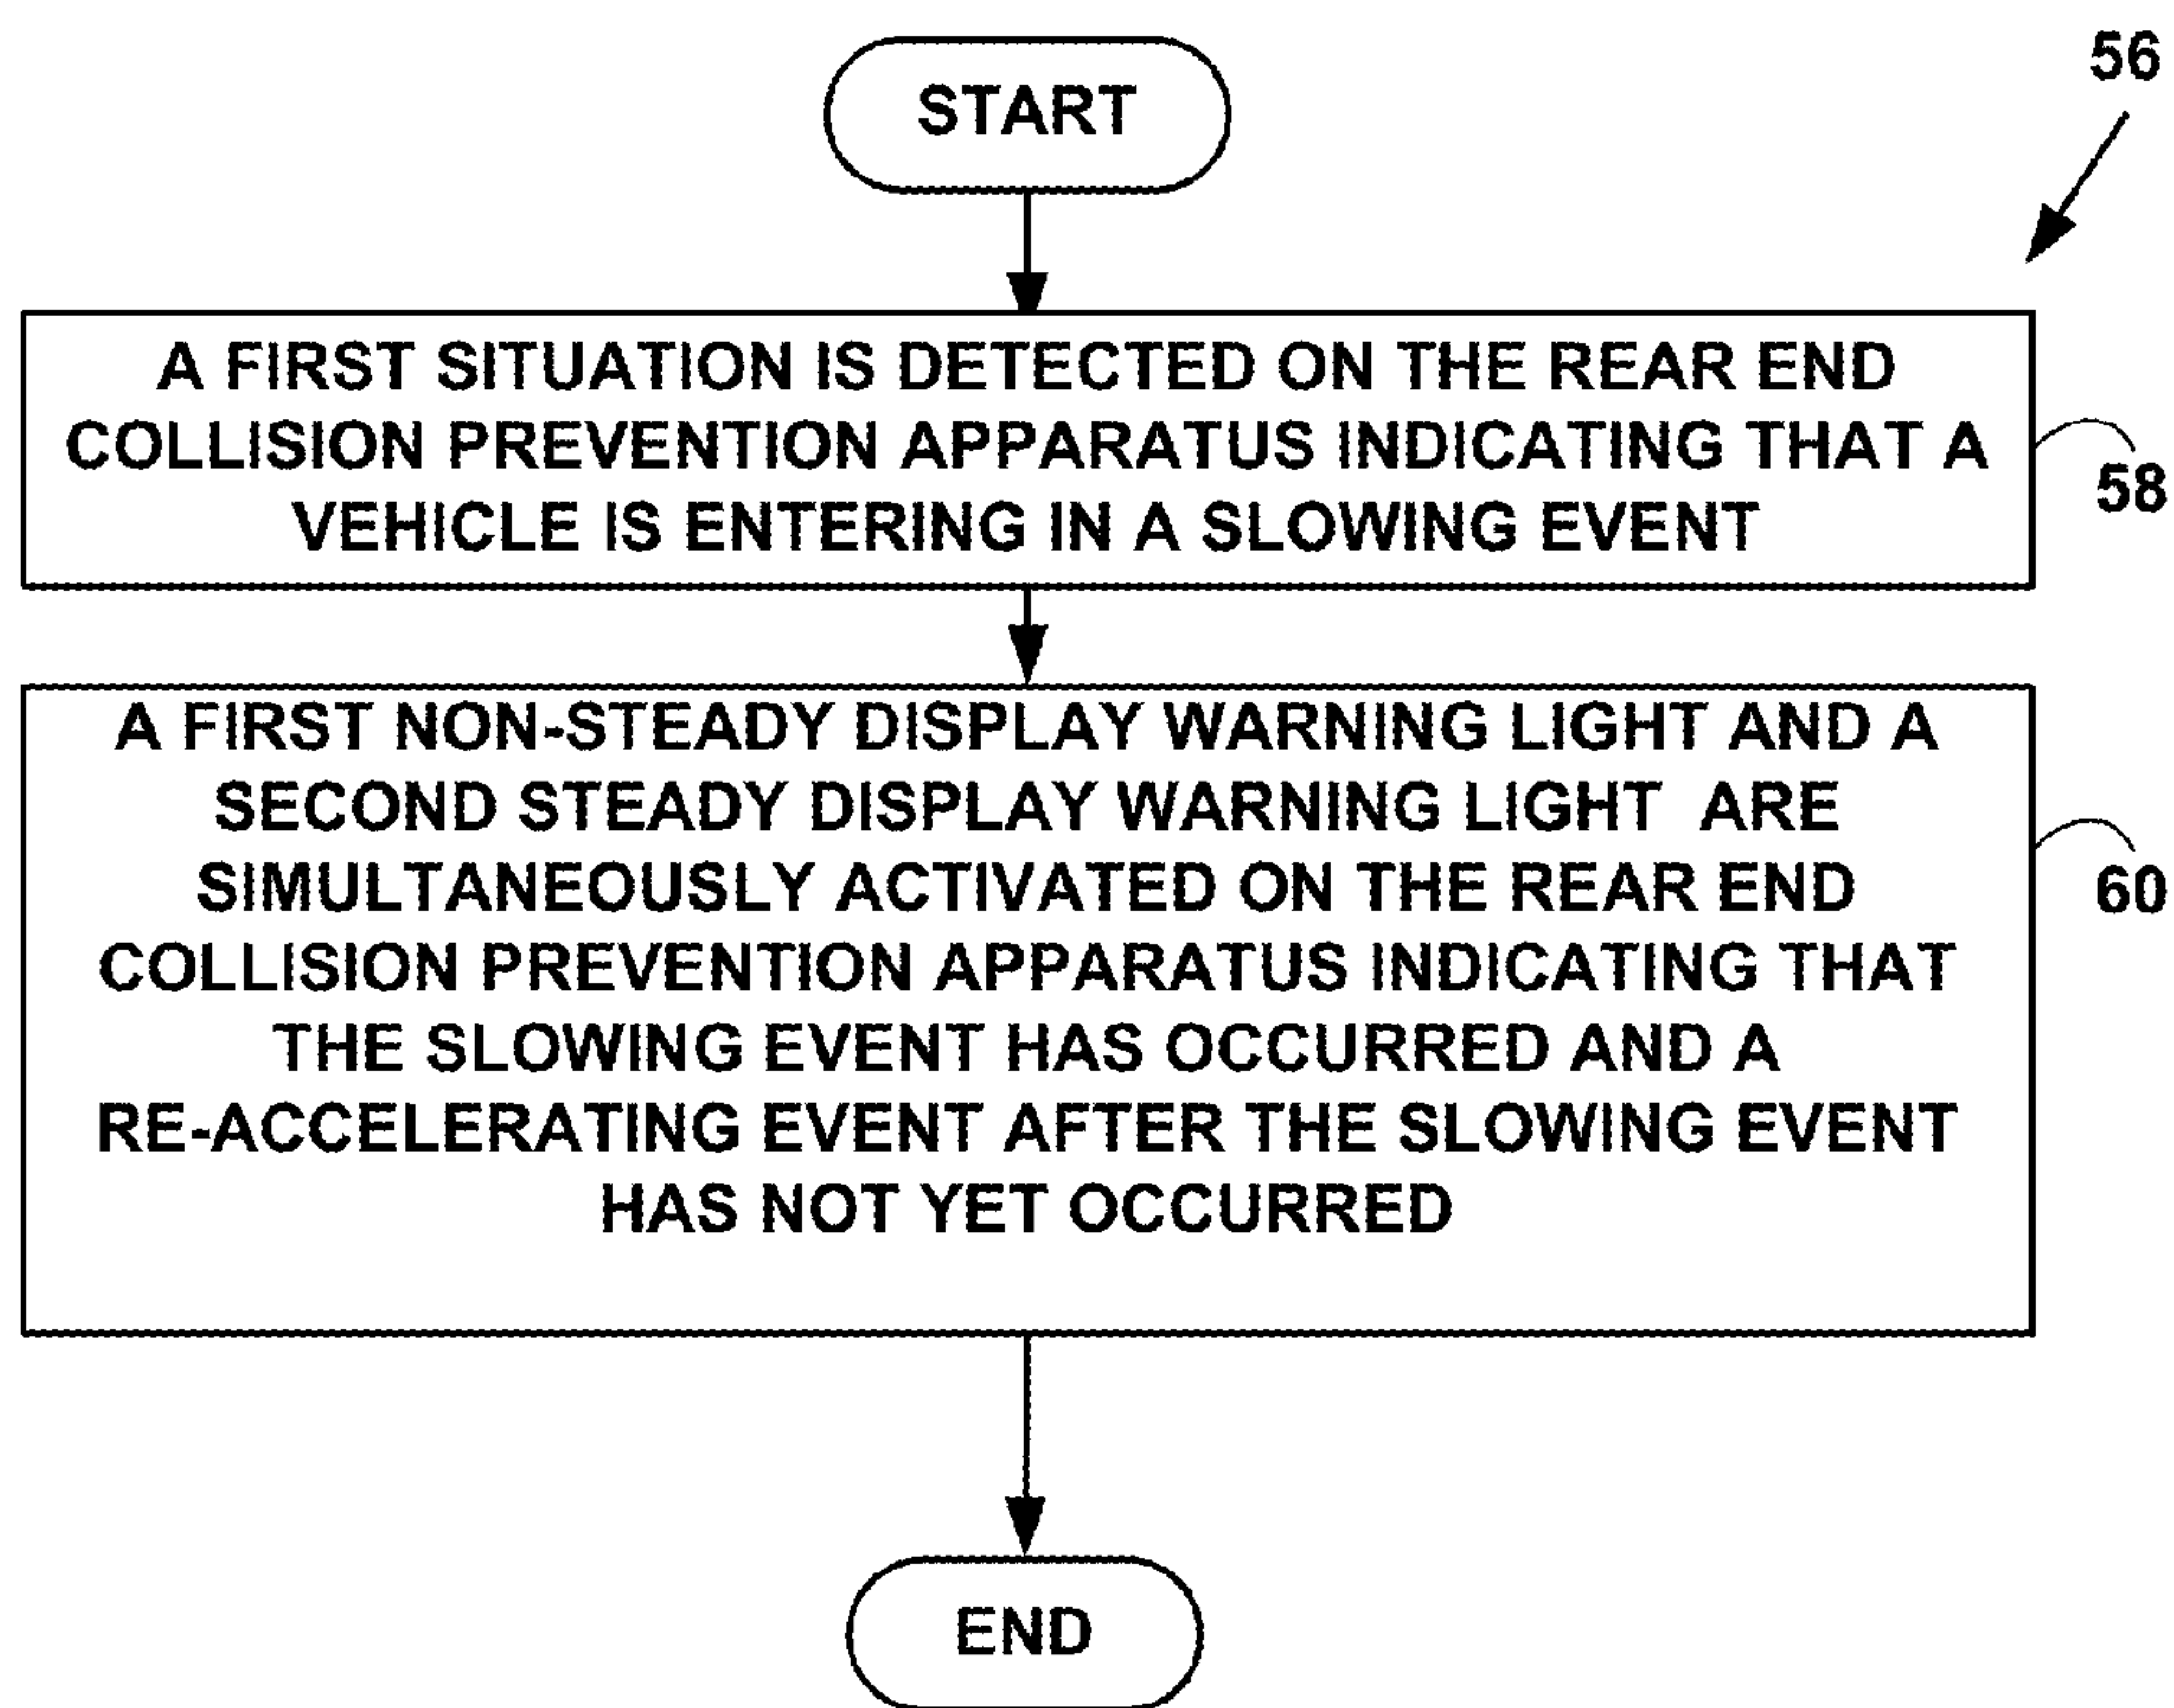 START
56
A FIRST SITUATION IS DETECTED ON THE REAR END
COLLISION PREVENTION APPARATUS INDICATING THAT A
VEHICLE IS ENTERING IN A SLOWING EVENT
58
A FIRST NON-STEADY DISPLAY WARNING LIGHT AND A
SECOND STEADY DISPLAY WARNING LIGHT ARE
SIMULTANEOUSLY ACTIVATED ON THE REAR END
COLLISION PREVENTION APPARATUS INDICATING THAT
THE SLOWING EVENT HAS OCCURRED AND A
RE-ACCELERATING EVENT AFTER THE SLOWING EVENT
HAS NOT YET OCCURRED
60
END